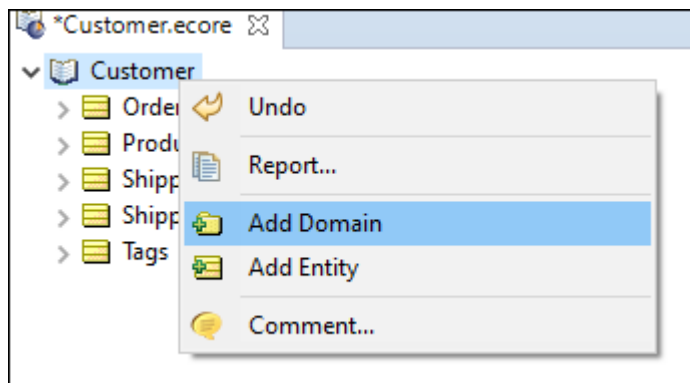 *Customer.ecore
Customer
Order
Undo
Produ
Report...
Shipp
Shipp
Add Domain
Tags
Add Entity
Comment...